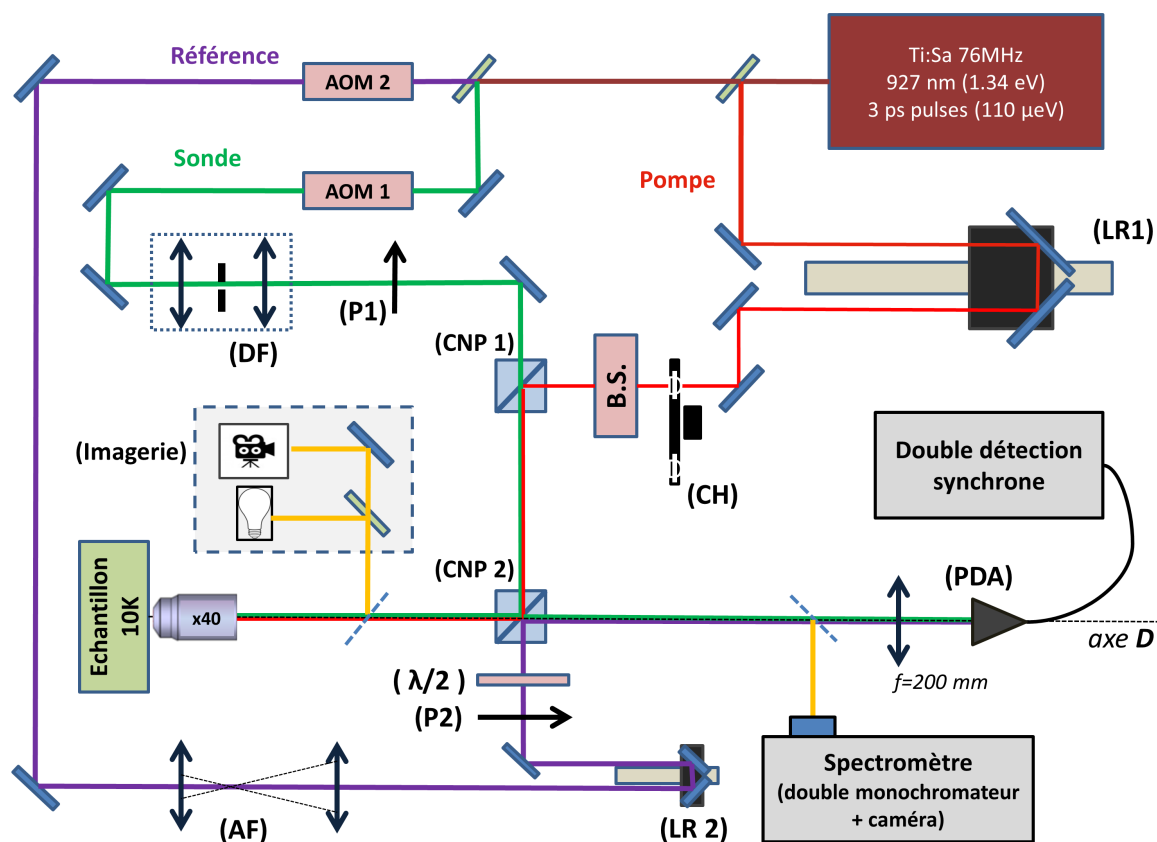 Référence
AOM 2
Ti:Sa 76MHz
927 nm (1.34 eV)
3 ps pulses (110 µeV)
Sonde
AOM 1
Pompe
(LR1)
(P1)
(DF)
(CNP 1)
B.S.
(CH)
(Imagerie)
Double détection
synchrone
Echantillon
10K
x40
(CNP 2)
(PDA)
axe D
f=200 mm
( λ/2 )
(P2)
Spectromètre
(double monochromateur
+ caméra)
(AF)
(LR 2)